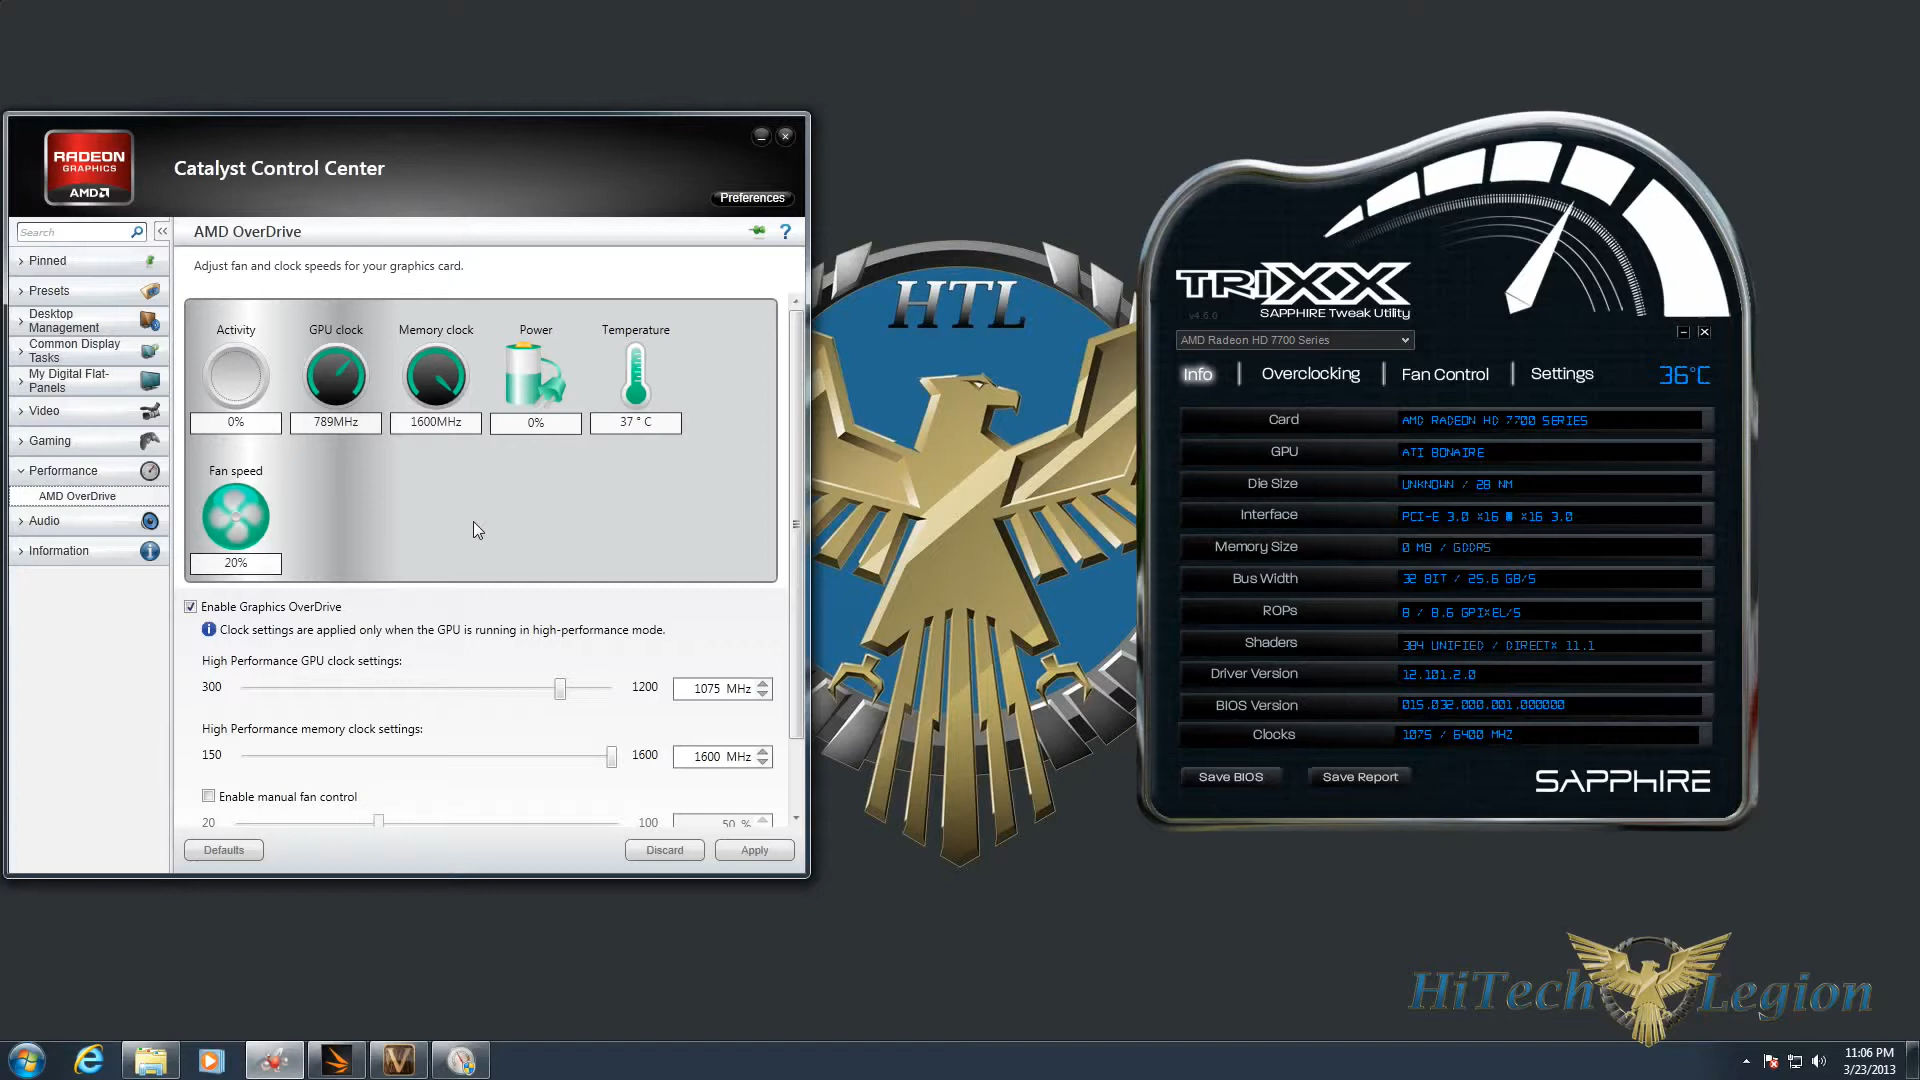 RADEON
GRAPHICS
AMD
Catalyst Control Center
Preferences
Search
Pinned
Presets
Desktop
Management
Common Display
Tasks
My Digital Flat-
Panels
Video
Gaming
Performance
AMD OverDrive
Audio
Information
AMD OverDrive
?
Adjust fan and clock speeds for your graphics card.
Activity
GPU clock
Memory clock
Power
Temperature
0%
789MHz
1600MHz
0%
37 ° C
Fan speed
20%
Enable Graphics OverDrive
Clock settings are applied only when the GPU is running in high-performance mode.
High Performance GPU clock settings:
300
1200
1075 MHz
High Performance memory clock settings:
150
1600
1600 MHz
Enable manual fan control
20
100
50 %
Defaults
Discard
Apply
HTL
TRIXX
SAPPHIRE Tweak Utility
AMD Radeon HD 7700 Series
Info
Overclocking
Fan Control
Settings
36°C
Card AMD RADEON HD 7700 SERIES
GPU ATI BONAIRE
Die Size UNKNOWN / 28 NM
Interface PCI-E 3.0 x16 @ x16 3.0
Memory Size 0 MB / GDDR5
Bus Width 32 BIT / 25.6 GB/S
ROPs 8 / 8.6 GPIXEL/S
Shaders 384 UNIFIED / DIRECTX 11.1
Driver Version 12.101.2.0
BIOS Version 015.032.000.001.000000
Clocks 1075 / 6400 MHZ
Save BIOS
Save Report
SAPPHIRE
HiTech Legion
11:06 PM
3/23/2013